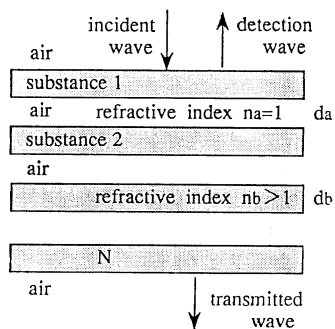 incident detection
wave wave
air
substance 1
air refractive index na=1 da
substance 2
air
refractive index nb>1 db
N
air
transmitted
wave